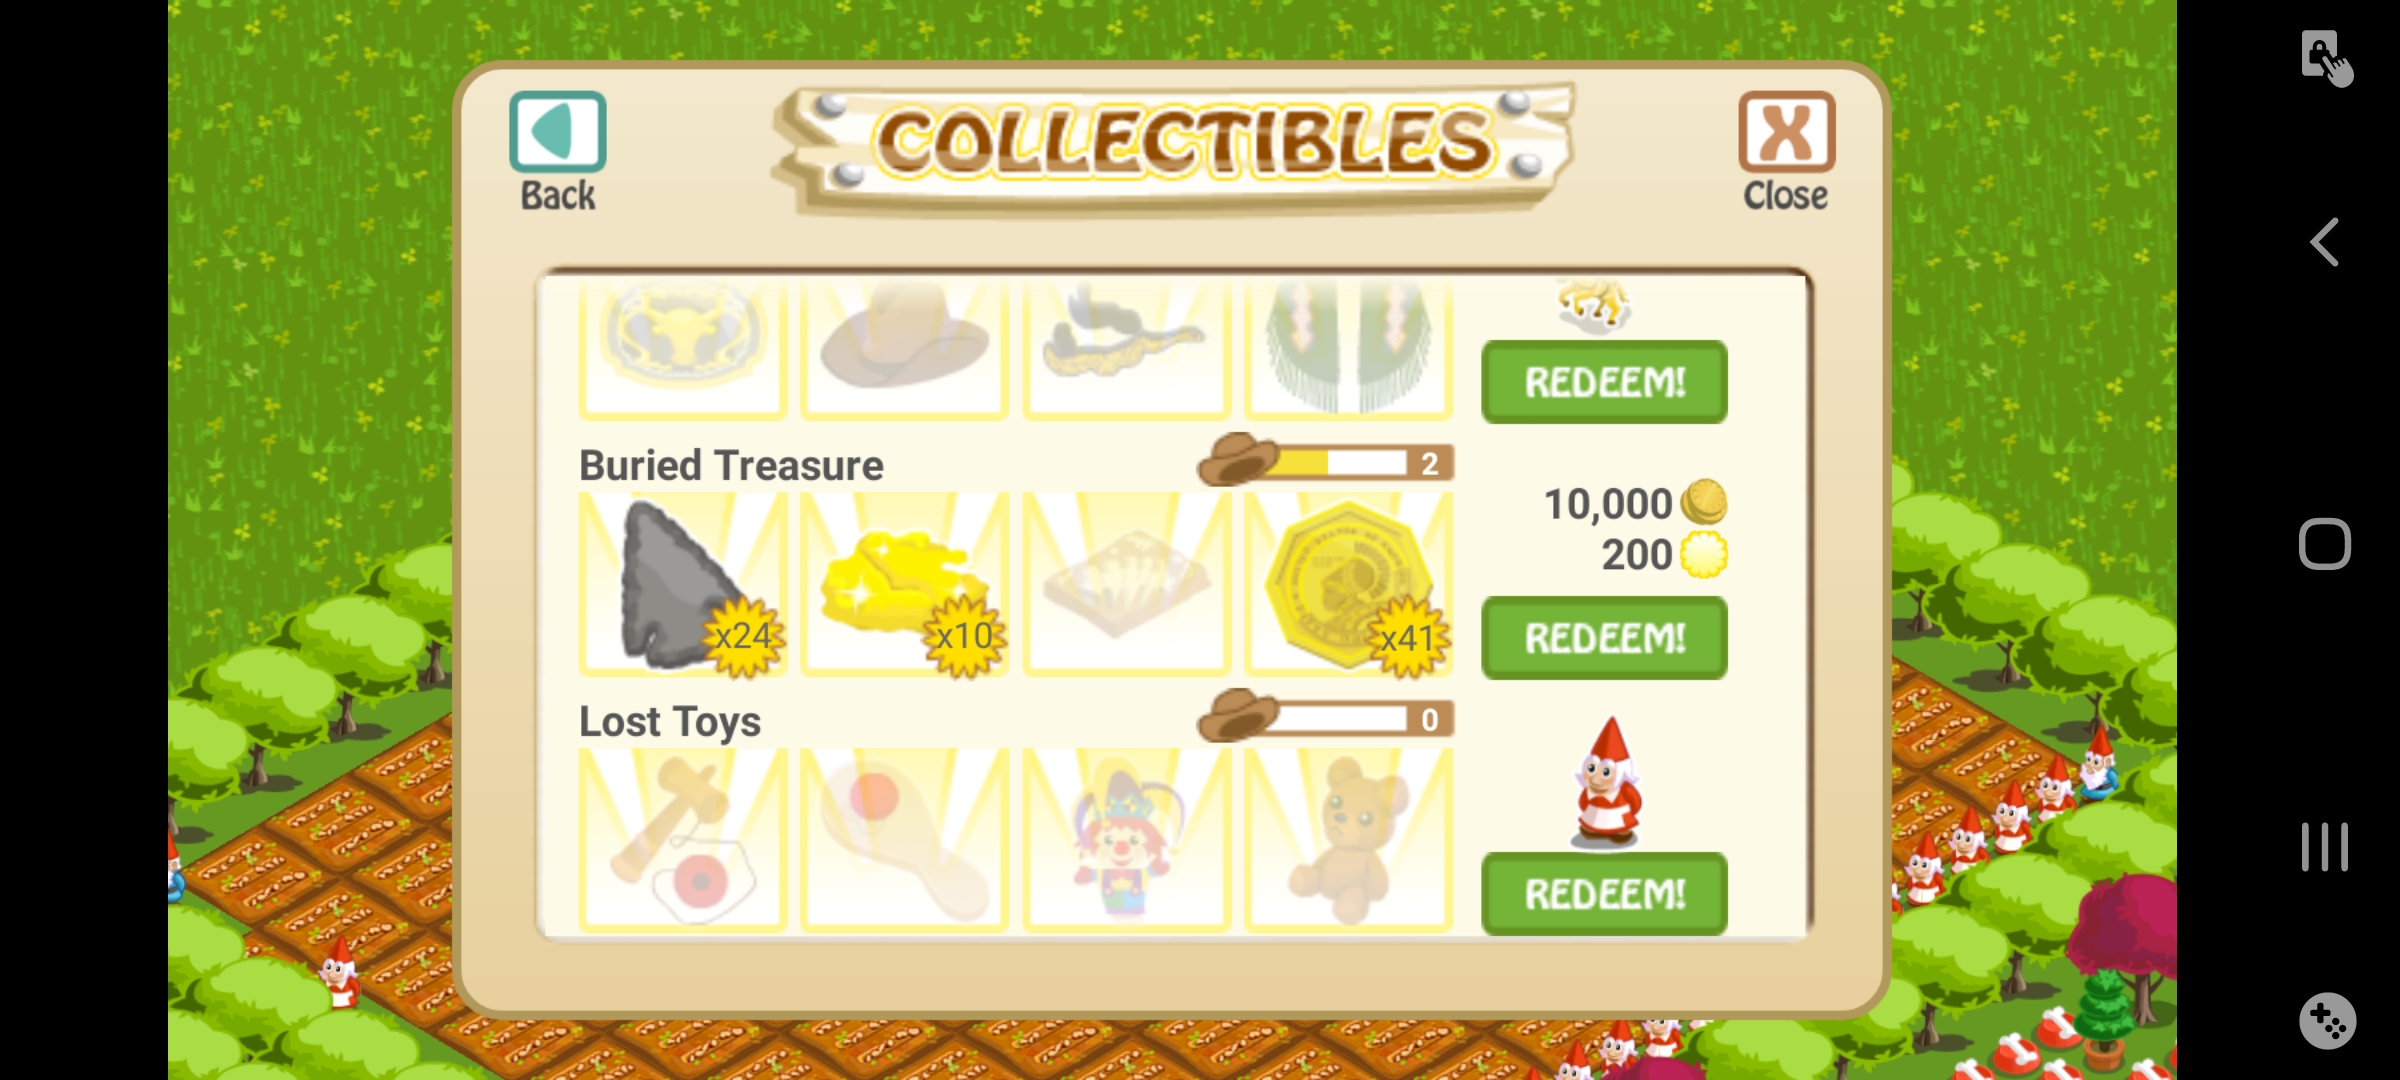 COLLECTIBLES
Back
Close
REDEEM!
Buried Treasure
2
10,000
200
x24
x10
x41
REDEEM!
Lost Toys
0
REDEEM!